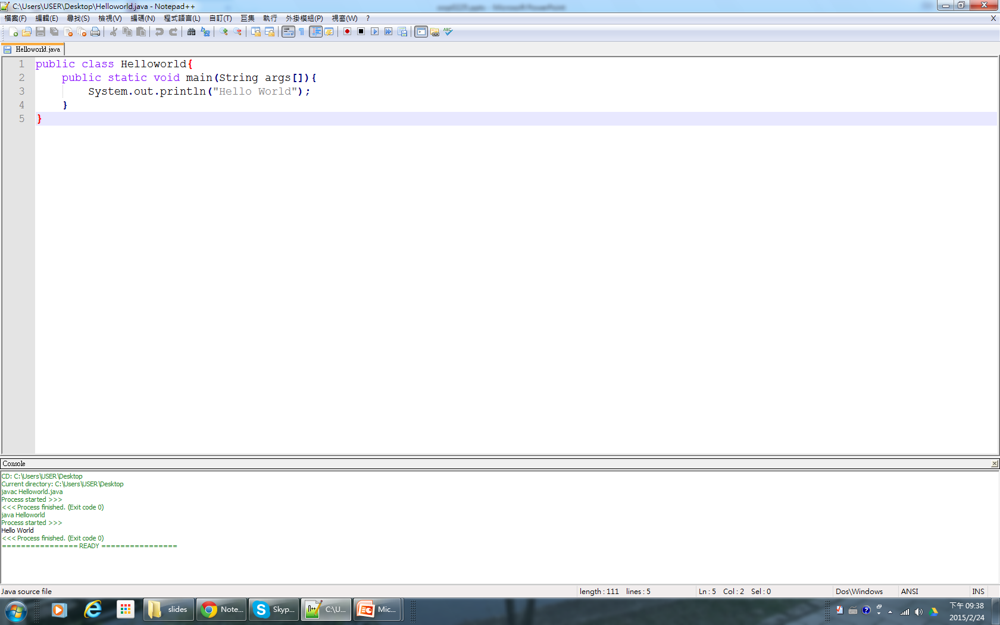 C:\Users\USER\Desktop\Helloworld.java - Notepad++
檔案(F) 編輯(E) 尋找(S) 檢視(V) 編碼(N) 程式語言(L) 自訂(T) 巨集 執行 外掛模組(P) 視窗(W) ? X
Helloworld.java
1 public class Helloworld{
2 public static void main(String args[]){
3 System.out.println("Hello World");
4 }
5 }
Console
CD: C:\Users\USER\Desktop
Current directory: C:\Users\USER\Desktop
javac Helloworld.java
Process started >>>
<<< Process finished. (Exit code 0)
java Helloworld
Process started >>>
Hello World
<<< Process finished. (Exit code 0)
================ READY ================
Java source file length : 111 lines : 5 Ln : 5 Col : 2 Sel : 0 Dos\Windows ANSI INS
slides Note... Skyp... C:\U... Mic...
下午 09:38
2015/2/24